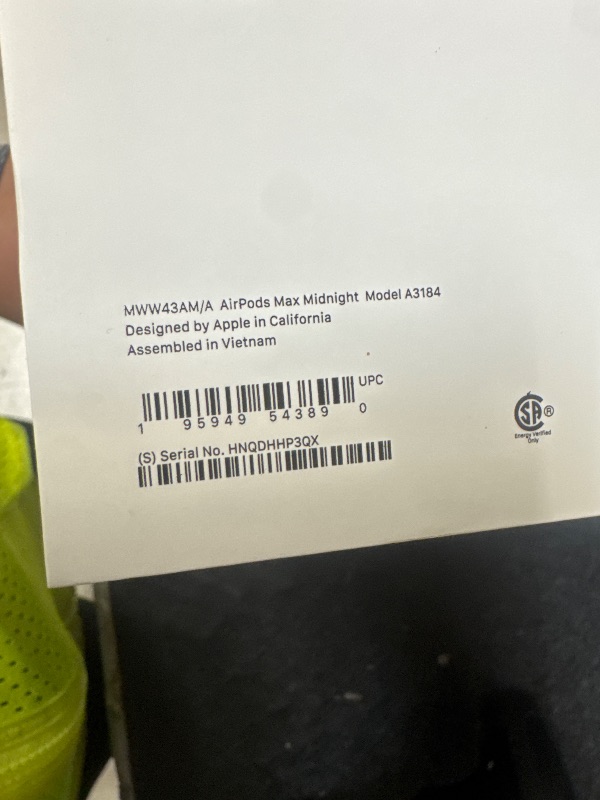 MWW43AM/A AirPods Max Midnight Model A3184
Designed by Apple in California
Assembled in Vietnam
UPC
1 95949 54389 0
(S) Serial No. HNQDHHP3QX
SA ®
Energy Verified
Only